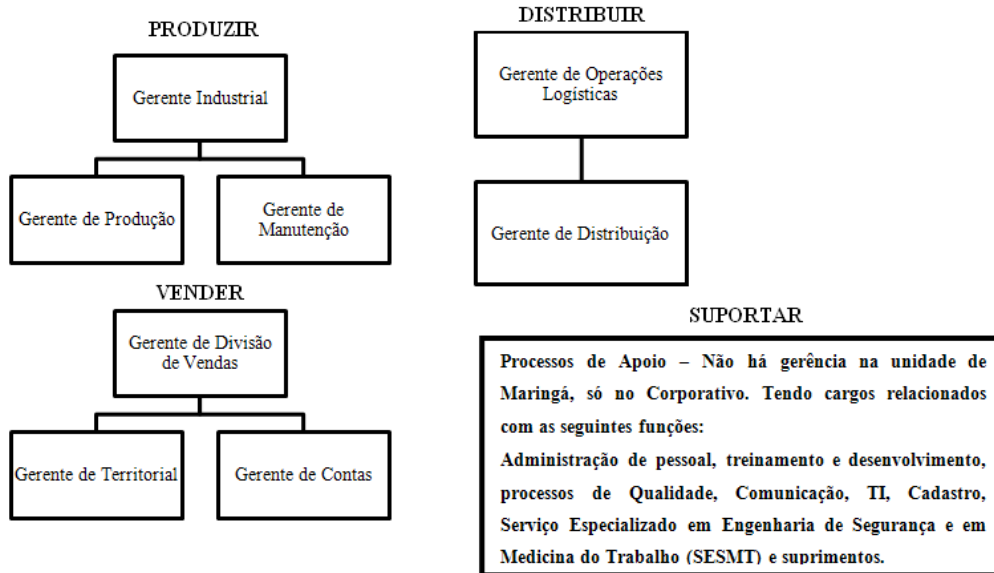 PRODUZIR
Gerente Industrial
Gerente de Produção
Gerente de
Manutenção
DISTRIBUIR
Gerente de Operações
Logísticas
Gerente de Distribuição
VENDER
Gerente de Divisão
de Vendas
Gerente de Territorial
Gerente de Contas
SUPORTAR
Processos de Apoio – Não há gerência na unidade de
Maringá, só no Corporativo. Tendo cargos relacionados
com as seguintes funções:
Administração de pessoal, treinamento e desenvolvimento,
processos de Qualidade, Comunicação, TI, Cadastro,
Serviço Especializado em Engenharia de Segurança e em
Medicina do Trabalho (SESMT) e suprimentos.